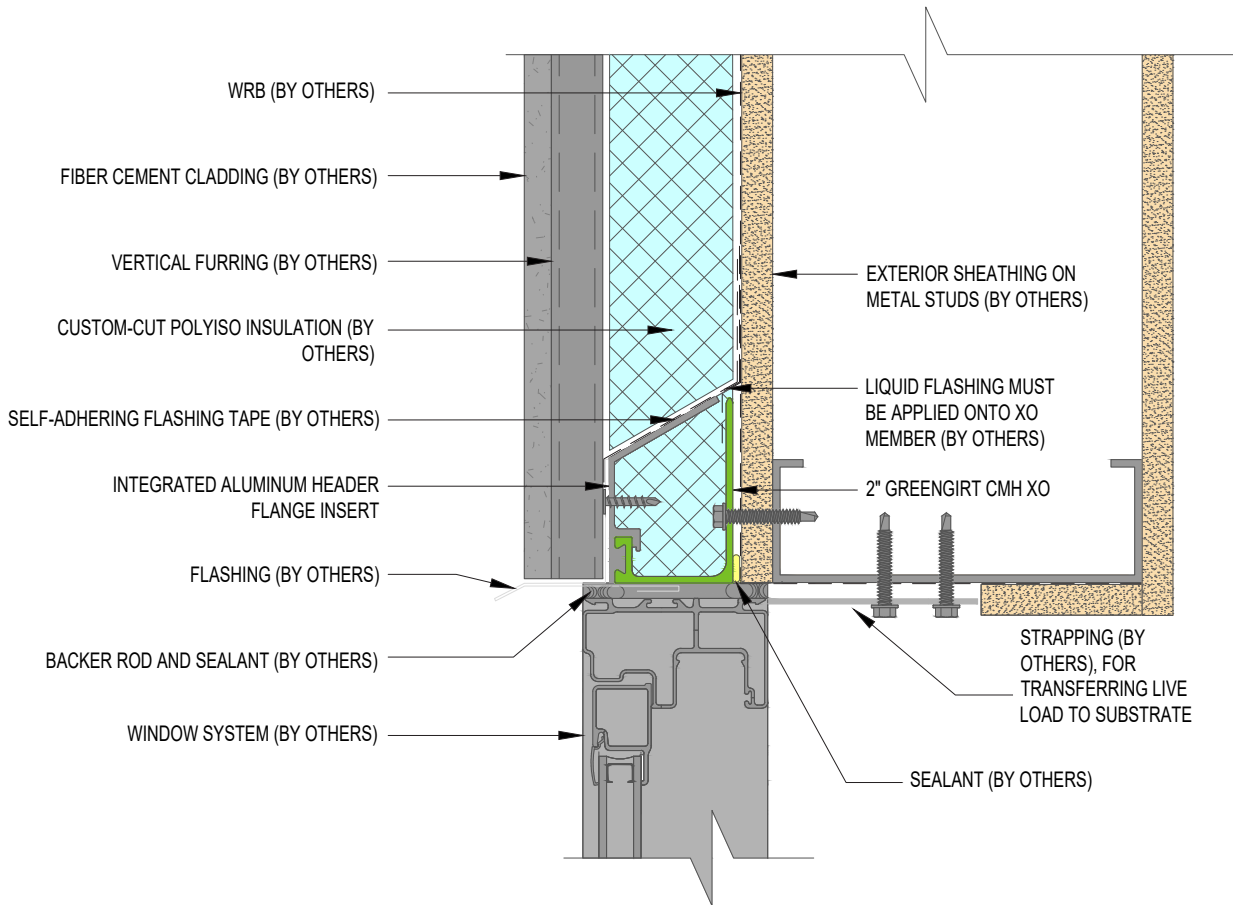 WRB (BY OTHERS)
FIBER CEMENT CLADDING (BY OTHERS)
VERTICAL FURRING (BY OTHERS)
CUSTOM-CUT POLYISO INSULATION (BY
OTHERS)
SELF-ADHERING FLASHING TAPE (BY OTHERS)
INTEGRATED ALUMINUM HEADER
FLANGE INSERT
FLASHING (BY OTHERS)
BACKER ROD AND SEALANT (BY OTHERS)
WINDOW SYSTEM (BY OTHERS)
EXTERIOR SHEATHING ON
METAL STUDS (BY OTHERS)
LIQUID FLASHING MUST
BE APPLIED ONTO XO
MEMBER (BY OTHERS)
2" GREENGIRT CMH XO
STRAPPING (BY
OTHERS), FOR
TRANSFERRING LIVE
LOAD TO SUBSTRATE
SEALANT (BY OTHERS)